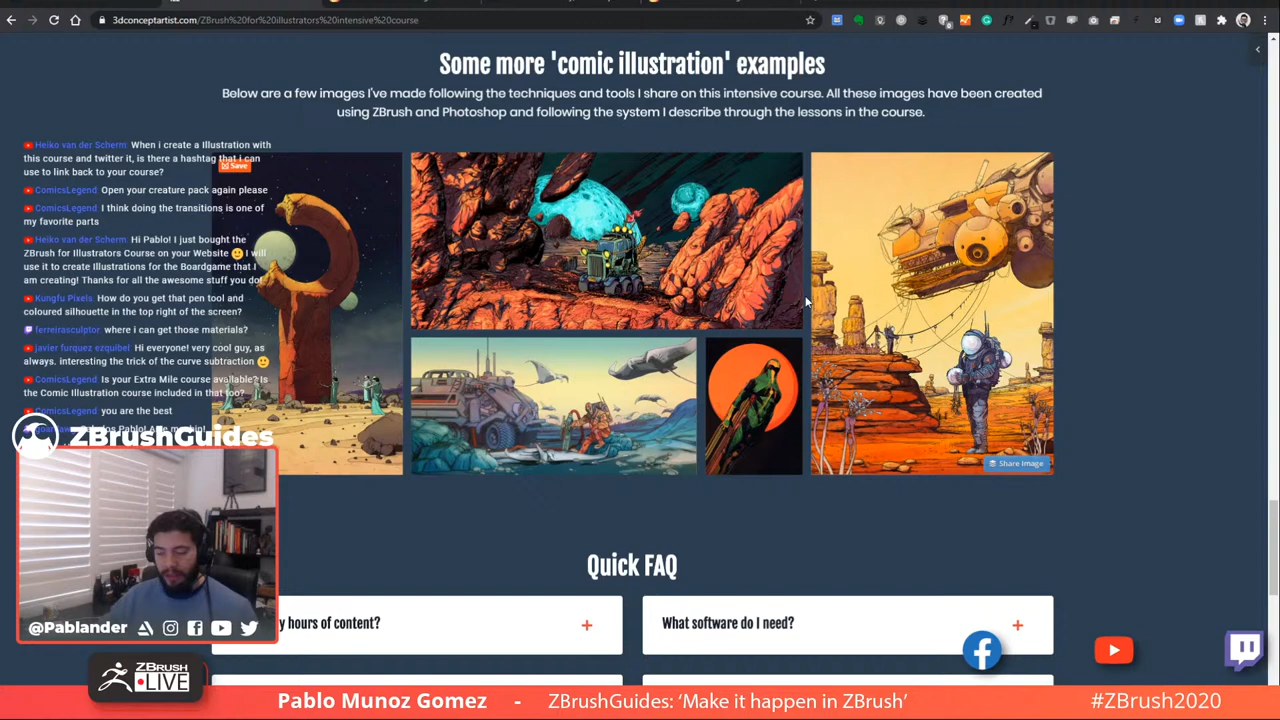 3dconceptartist.com/ZBrush%20for%20illustrators%20intensive%20course
Some more 'comic illustration' examples
Below are a few images I've made following the techniques and tools I share on this intensive course. All these images have been created
using ZBrush and Photoshop and following the system I describe through the lessons in the course.
Heiko van der Scherm When i create a Illustration with
this course and twitter it, is there a hashtag that i can
use to link back to your course?
Save
ComicsLegend Open your creature pack again please
ComicsLegend I think doing the transitions is one of
my favorite parts
Heiko van der Scherm Hi Pablo! I just bought the
ZBrush for Illustrators Course on your Website 🙂 I will
use it to create Illustrations for the Boardgame that I
am creating! Thanks for all the awesome stuff you do!
Kungfu Pixels How do you get that pen tool and
coloured silhouette in the top right of the screen?
ferreirasculptor where i can get those materials?
javier furquez ezquibel Hi everyone! very cool guy, as
always. interesting the trick of the curve subtraction 🙂
ComicsLegend Is your Extra Mile course available? Is
the Comic Illustration course included in that too?
ComicsLegend you are the best
Pablo!
ZBrushGuides
Share Image
Quick FAQ
y hours of content?
+
What software do I need?
+
@Pablander
ZBRUSH
LIVE
Pablo Munoz Gomez - ZBrushGuides: 'Make it happen in ZBrush' #ZBrush2020